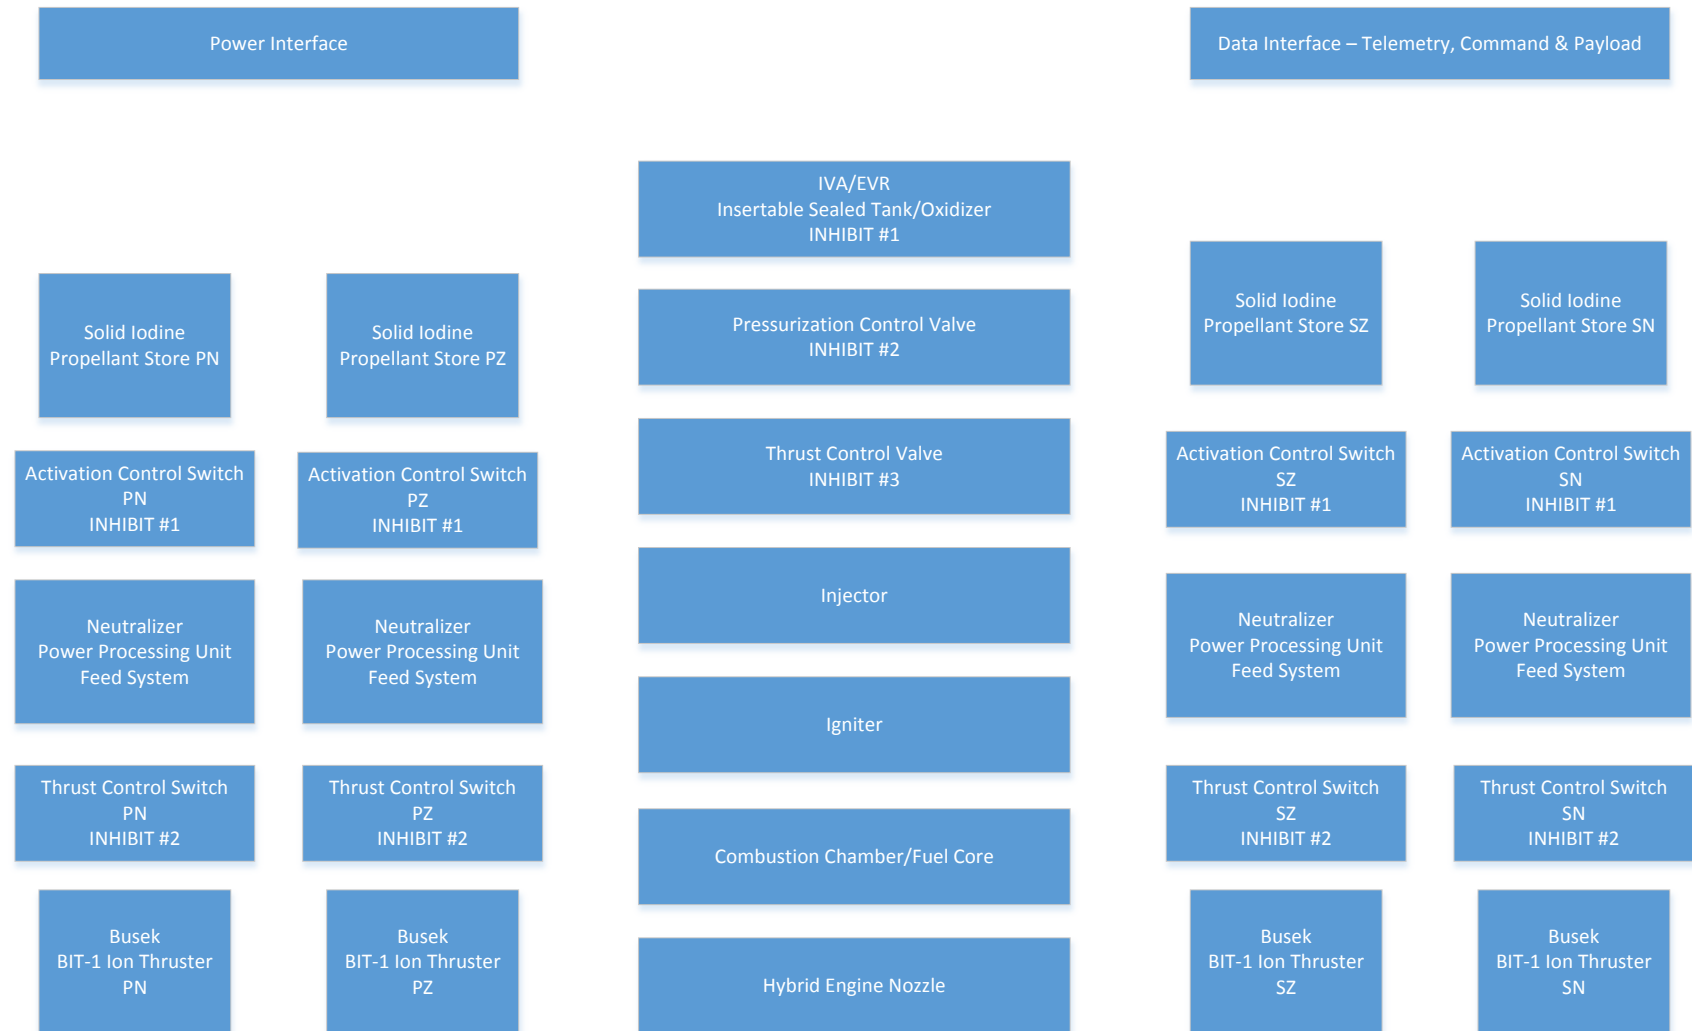 Power Interface
Data Interface – Telemetry, Command & Payload
IVA/EVR
Insertable Sealed Tank/Oxidizer
INHIBIT #1
Pressurization Control Valve
INHIBIT #2
Thrust Control Valve
INHIBIT #3
Injector
Igniter
Combustion Chamber/Fuel Core
Hybrid Engine Nozzle
Solid Iodine
Propellant Store PN
Activation Control Switch
PN
INHIBIT #1
Neutralizer
Power Processing Unit
Feed System
Thrust Control Switch
PN
INHIBIT #2
Busek
BIT-1 Ion Thruster
PN
Solid Iodine
Propellant Store PZ
Activation Control Switch
PZ
INHIBIT #1
Neutralizer
Power Processing Unit
Feed System
Thrust Control Switch
PZ
INHIBIT #2
Busek
BIT-1 Ion Thruster
PZ
Solid Iodine
Propellant Store SZ
Activation Control Switch
SZ
INHIBIT #1
Neutralizer
Power Processing Unit
Feed System
Thrust Control Switch
SZ
INHIBIT #2
Busek
BIT-1 Ion Thruster
SZ
Solid Iodine
Propellant Store SN
Activation Control Switch
SN
INHIBIT #1
Neutralizer
Power Processing Unit
Feed System
Thrust Control Switch
SN
INHIBIT #2
Busek
BIT-1 Ion Thruster
SN